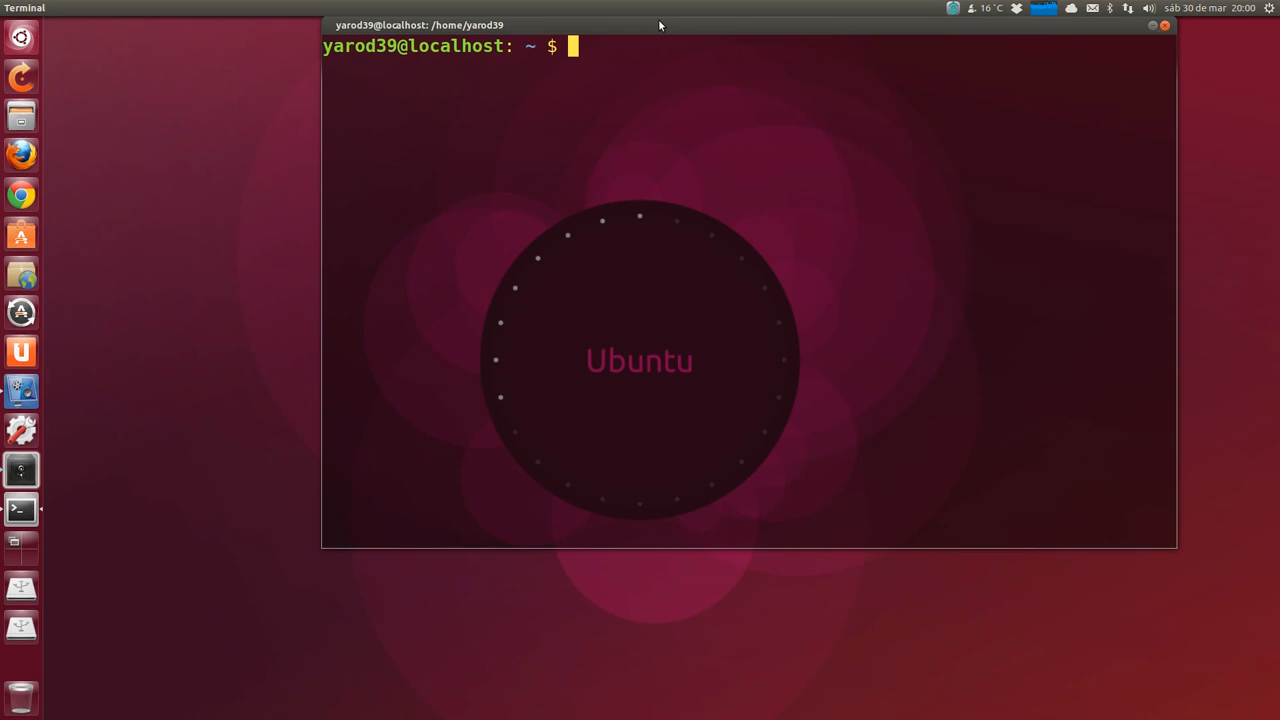 Terminal
16 °C
sáb 30 de mar 20:00
yarod39@localhost: /home/yarod39
yarod39@localhost: ~ $
Ubuntu